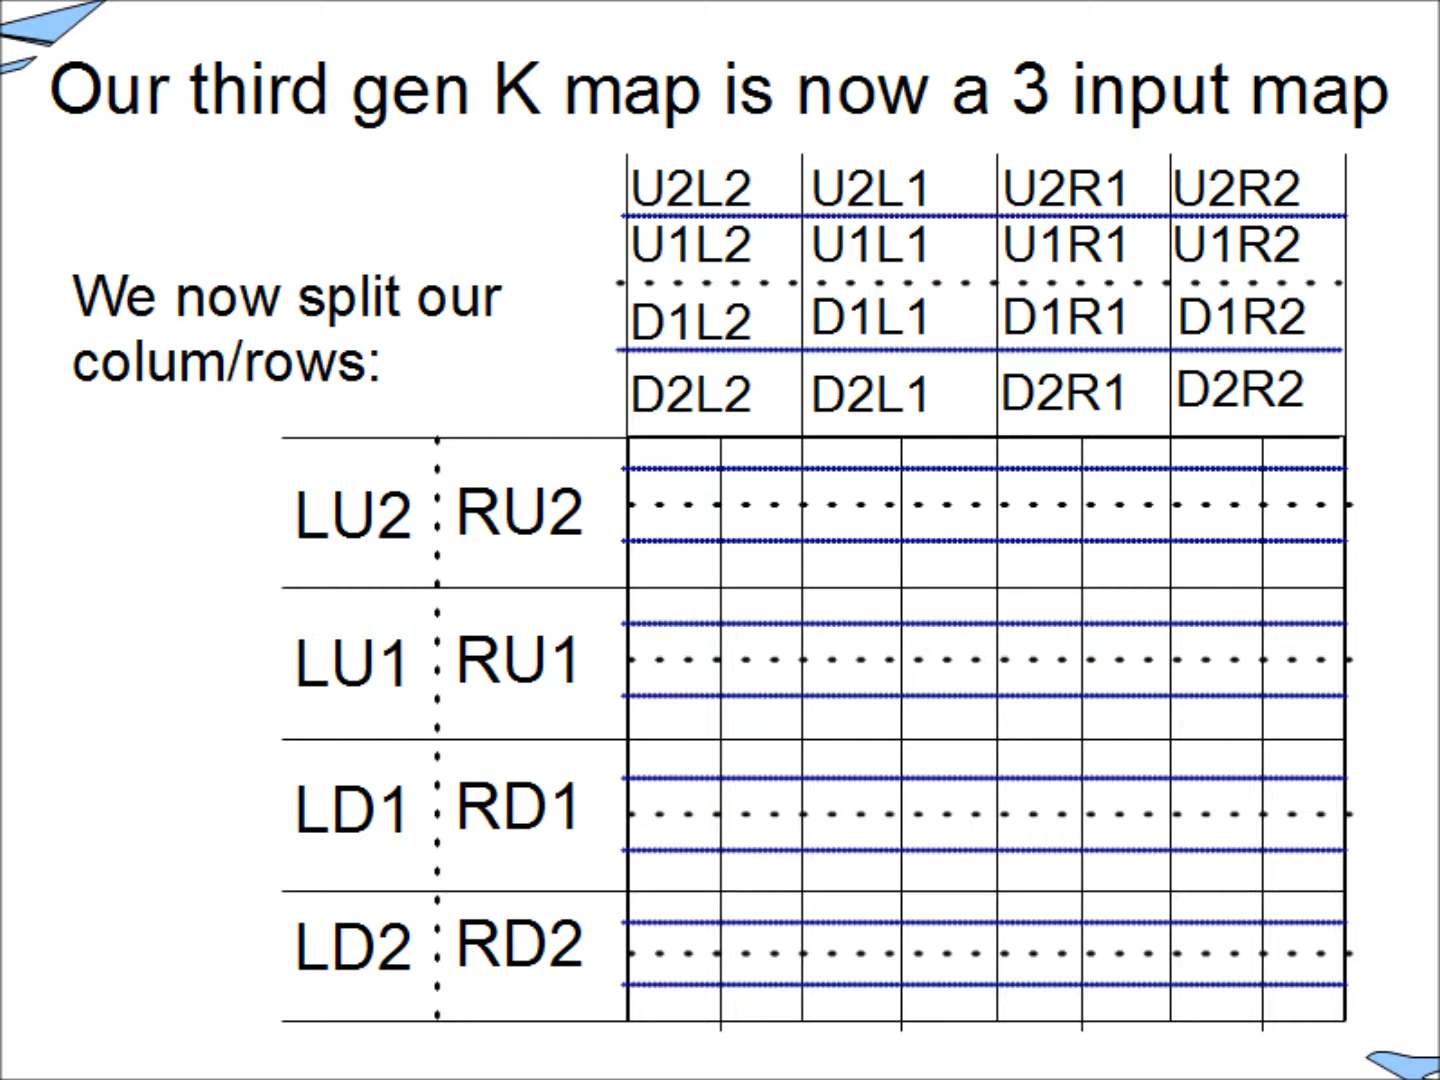 Our third gen K map is now a 3 input map
U2L2 U2L1 U2R1 U2R2
U1L2 U1L1 U1R1 U1R2
We now split our
colum/rows:
D1L2 D1L1 D1R1 D1R2
D2L2 D2L1 D2R1 D2R2
LU2 RU2
LU1 RU1
LD1 RD1
LD2 RD2